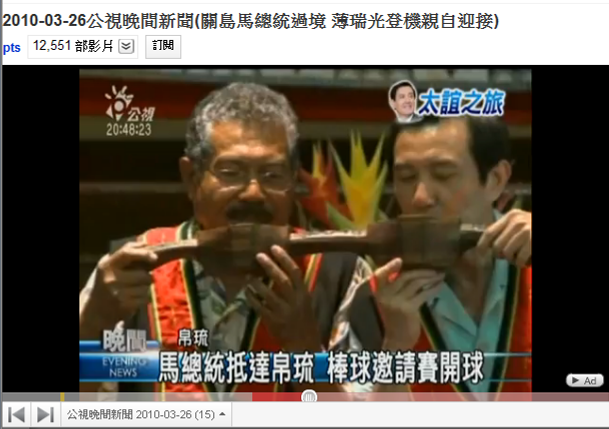 2010-03-26公視晚間新聞(關島馬總統過境 薄瑞光登機親自迎接)
pts 12,551 部影片 訂閱
公視
20:48:23
太誼之旅
帛琉
晚間
EVENING NEWS
馬總統抵達帛琉 棒球邀請賽開球
Ad
公視晚間新聞 2010-03-26 (15)